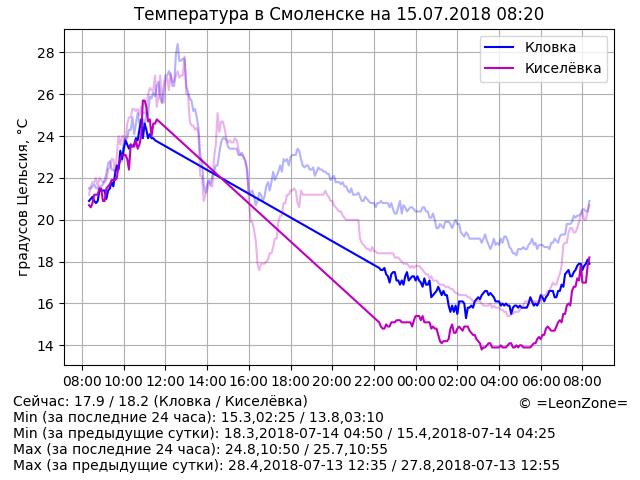 Температура в Смоленске на 15.07.2018 08:20
градусов Цельсия, °C
28
26
24
22
20
18
16
14
Кловка
Киселёвка
08:00 10:00 12:00 14:00 16:00 18:00 20:00 22:00 00:00 02:00 04:00 06:00 08:00
Сейчас: 17.9 / 18.2 (Кловка / Киселёвка)
© =LeonZone=
Min (за последние 24 часа): 15.3,02:25 / 13.8,03:10
Min (за предыдущие сутки): 18.3,2018-07-14 04:50 / 15.4,2018-07-14 04:25
Max (за последние 24 часа): 24.8,10:50 / 25.7,10:55
Max (за предыдущие сутки): 28.4,2018-07-13 12:35 / 27.8,2018-07-13 12:55